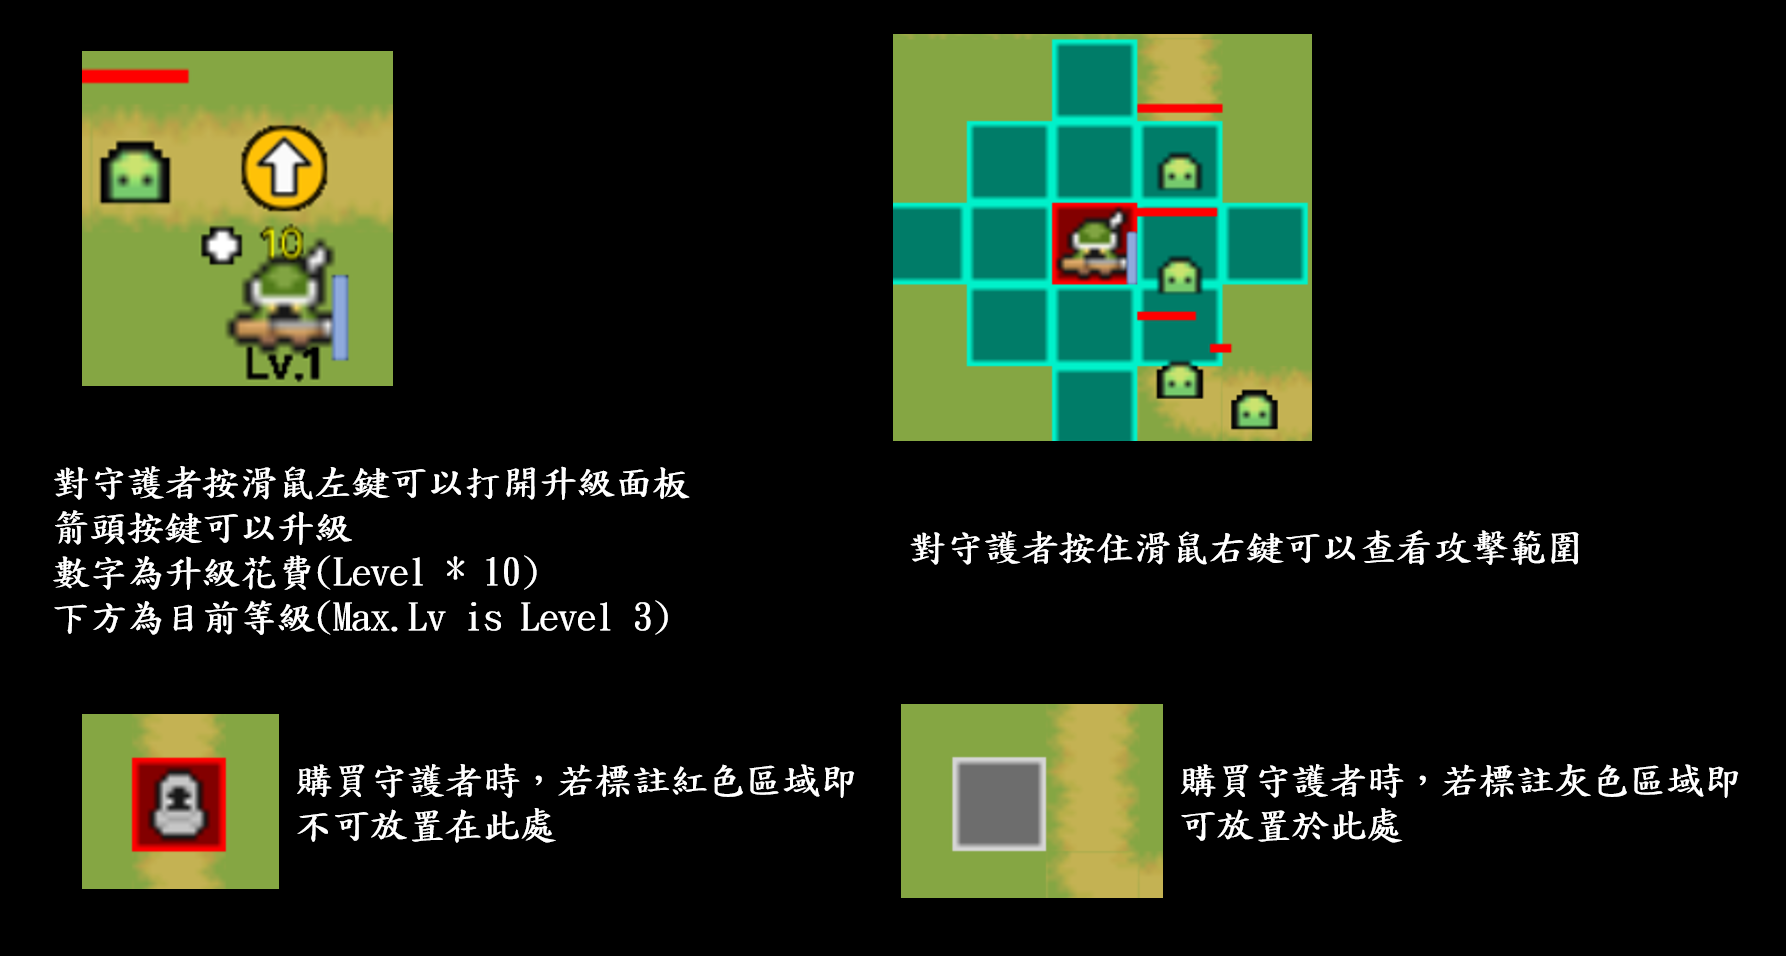 10
Lv.1
對守護者按滑鼠左鍵可以打開升級面板
箭頭按鍵可以升級
數字為升級花費(Level * 10)
下方為目前等級(Max.Lv is Level 3)
對守護者按住滑鼠右鍵可以查看攻擊範圍
購買守護者時，若標註紅色區域即
不可放置在此處
購買守護者時，若標註灰色區域即
可放置於此處